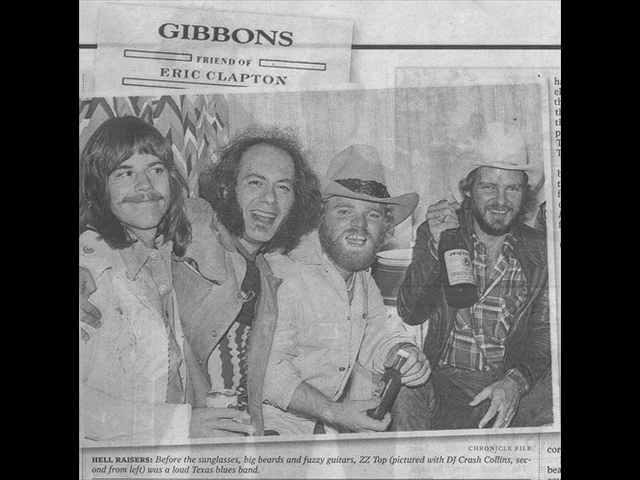 GIBBONS
FRIEND OF
ERIC CLAPTON
CHRONICLE FILE
HELL RAISERS: Before the sunglasses, big beards and fuzzy guitars, ZZ Top (pictured with DJ Crash Collins, sec-
ond from left) was a loud Texas blues band.